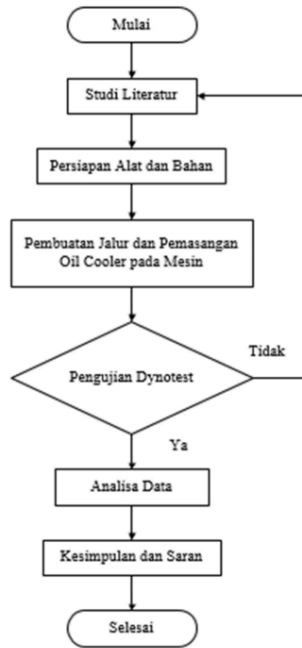 Mulai
Studi Literatur
Persiapan Alat dan Bahan
Pembuatan Jalur dan Pemasangan
Oil Cooler pada Mesin
Tidak
Pengujian Dynotest
Ya
Analisa Data
Kesimpulan dan Saran
Selesai